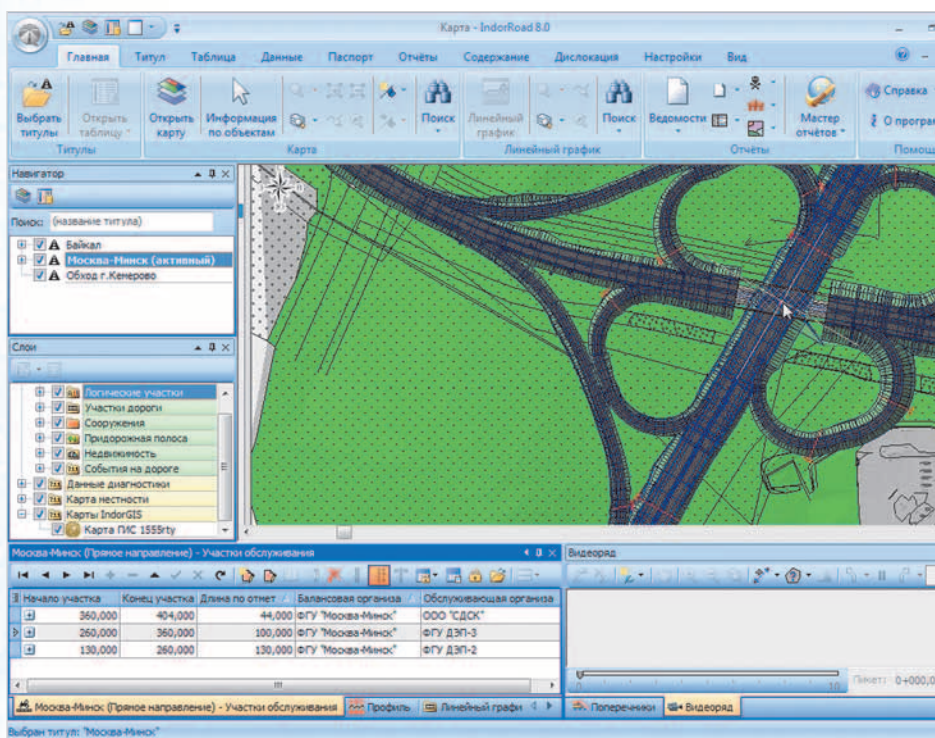 Карта - IndorRoad 8.0
Главная Титул Таблица Данные Паспорт Отчёты Содержание Дислокация Настройки Вид
Выбрать титулы
Открыть таблицу
Открыть карту
Информация по объектам
Поиск
Линейный график
Поиск
Ведомости
Мастер отчётов
Справка
О програм
Титулы Карта Линейный график Отчёты Помощ
Навигатор
Поиск: (название титула)
Байкал
Москва-Минск (активный)
Обход г.Кемерово
Слои
Логические участки
Участки дороги
Сооружения
Придорожная полоса
Недвижимость
События на дороге
Данные диагностики
Карта местности
Карты IndorGIS
Карта ПИС 1555rty
Москва-Минск (Прямое направление) - Участки обслуживания
Начало участка Конец участка Длина по отмет Балансовая организа Обслуживающая организа
360,000 404,000 44,000 ФГУ "Москва-Минск" ООО "СДСК"
260,000 360,000 100,000 ФГУ "Москва-Минск" ФГУ ДЭП-3
130,000 260,000 130,000 ФГУ "Москва-Минск" ФГУ ДЭП-2
Москва-Минск (Прямое направление) - Участки обслуживания Профиль Линейный графи
Видеоряд
0 10 Пикет: 0+000,0
Поперечники Видеоряд
Выбран титул: "Москва-Минск"